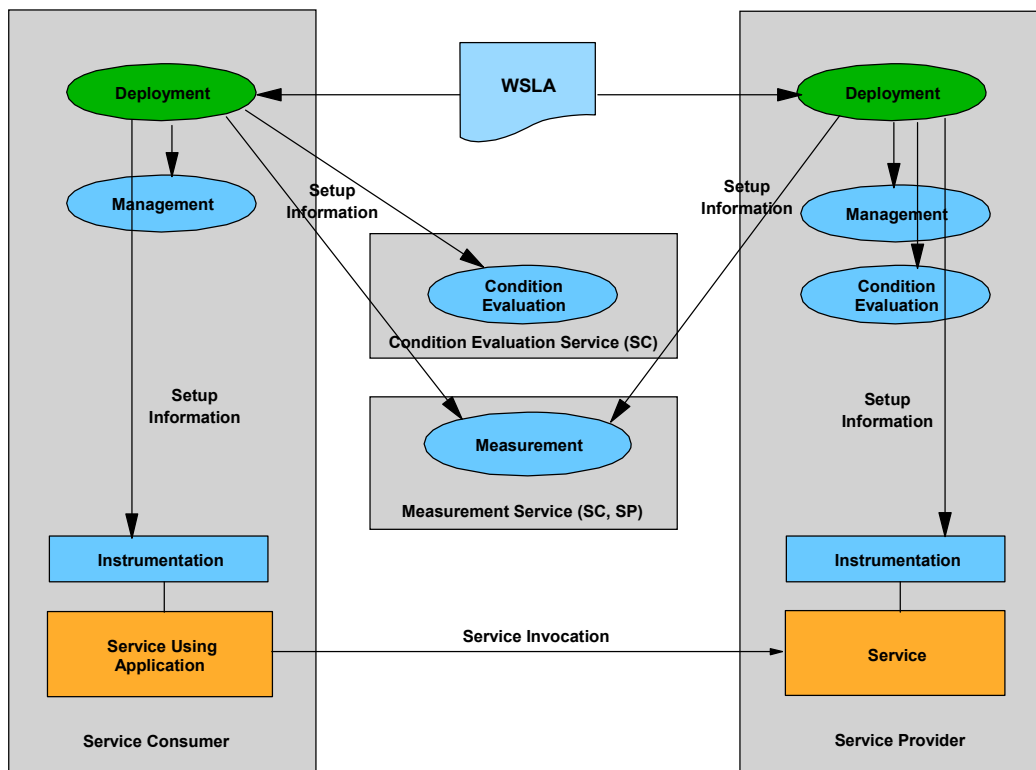 WSLA
Deployment
Deployment
Management
Setup
Information
Setup
Information
Management
Condition
Evaluation
Condition Evaluation Service (SC)
Condition
Evaluation
Setup
Information
Measurement
Measurement Service (SC, SP)
Setup
Information
Instrumentation
Instrumentation
Service Using
Application
Service Invocation
Service
Service Consumer
Service Provider